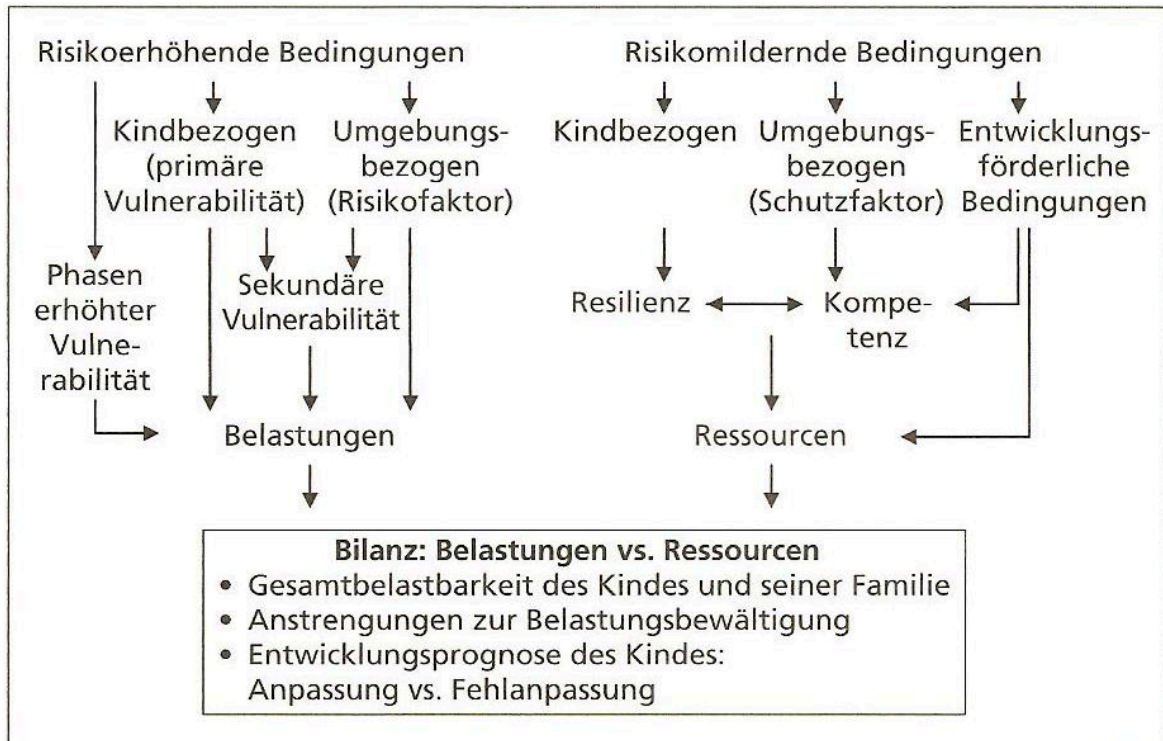 Risikoerhöhende Bedingungen
Risikomildernde Bedingungen
Kindbezogen
(primäre
Vulnerabilität)
Umgebungs-
bezogen
(Risikofaktor)
Kindbezogen
Umgebungs-
bezogen
(Schutzfaktor)
Entwicklungs-
förderliche
Bedingungen
Phasen
erhöhter
Vulne-
rabilität
Sekundäre
Vulnerabilität
Resilienz
Kompe-
tenz
Belastungen
Ressourcen
Bilanz: Belastungen vs. Ressourcen
• Gesamtbelastbarkeit des Kindes und seiner Familie
• Anstrengungen zur Belastungsbewältigung
• Entwicklungsprognose des Kindes:
Anpassung vs. Fehlanpassung